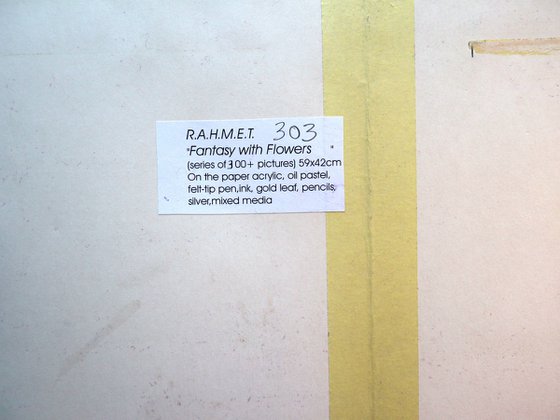 R.A.H.M.E.T. 303
"Fantasy with Flowers "
(series of 300+ pictures) 59x42cm
On the paper acrylic, oil pastel,
felt-tip pen,ink, gold leaf, pencils,
silver,mixed media